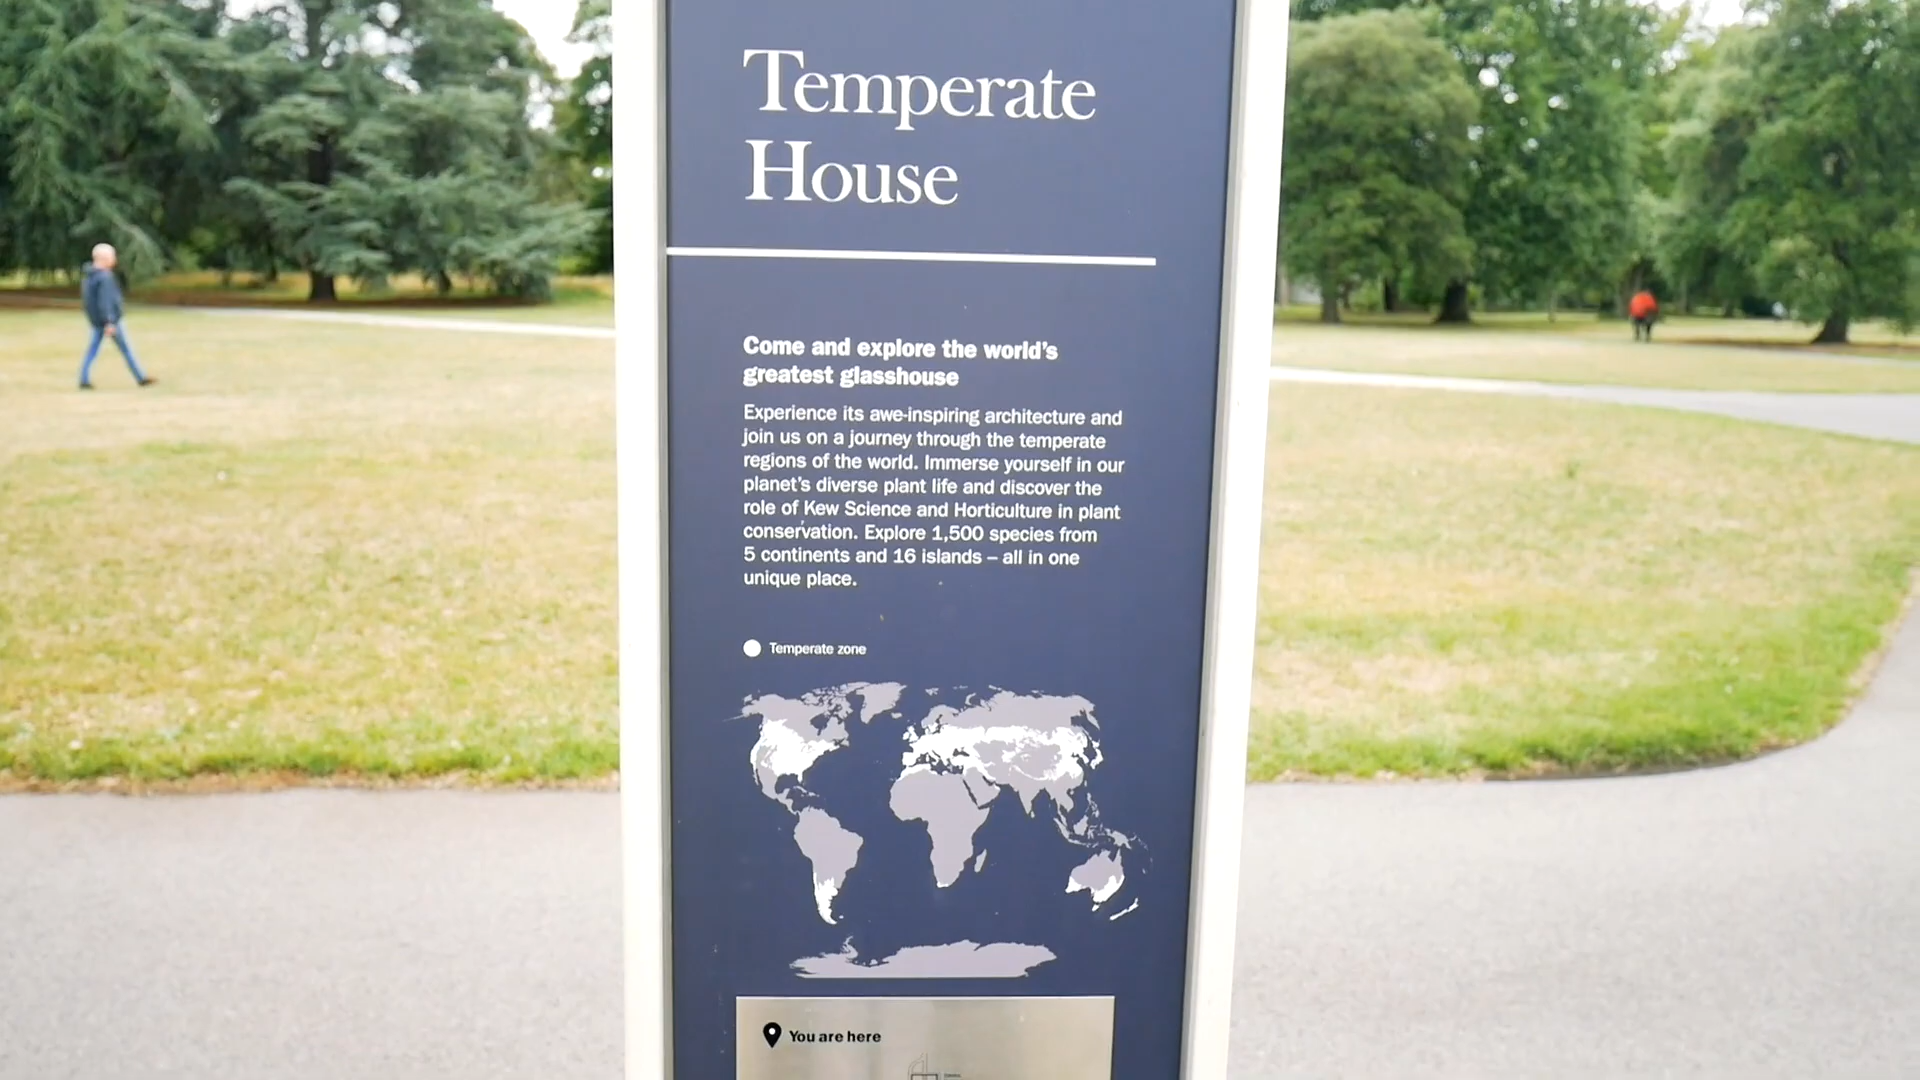 Temperate
House
Come and explore the world's
greatest glasshouse
Experience its awe-inspiring architecture and
join us on a journey through the temperate
regions of the world. Immerse yourself in our
planet's diverse plant life and discover the
role of Kew Science and Horticulture in plant
conservation. Explore 1,500 species from
5 continents and 16 islands – all in one
unique place.
Temperate zone
You are here